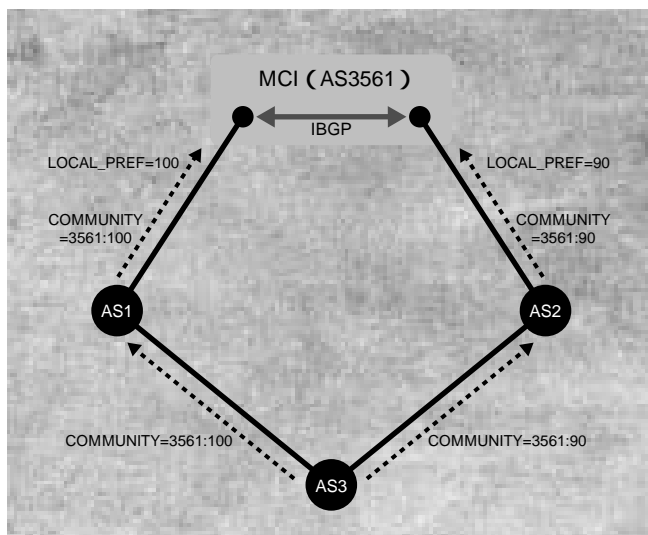 MCI（AS3561）
IBGP
LOCAL_PREF=100
LOCAL_PREF=90
COMMUNITY
=3561:100
COMMUNITY
=3561:90
AS1
AS2
COMMUNITY=3561:100
COMMUNITY=3561:90
AS3